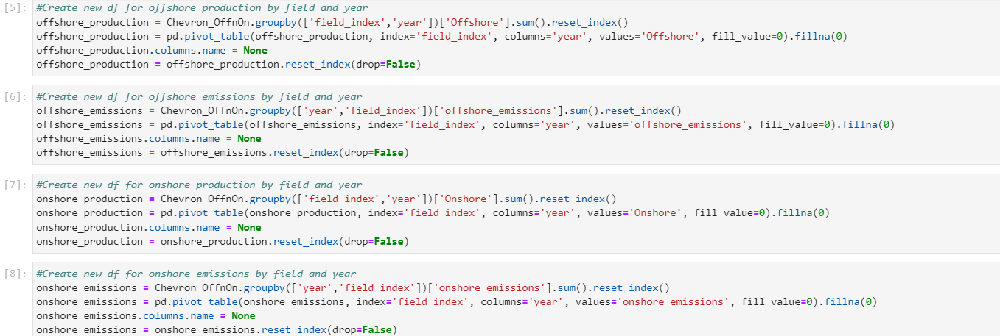 [5]: #Create new df for offshore production by field and year
offshore_production = Chevron_OffnOn.groupby(['field_index','year'])['Offshore'].sum().reset_index()
offshore_production = pd.pivot_table(offshore_production, index='field_index', columns='year', values='Offshore', fill_value=0).fillna(0)
offshore_production.columns.name = None
offshore_production = offshore_production.reset_index(drop=False)
[6]: #Create new df for offshore emissions by field and year
offshore_emissions = Chevron_OffnOn.groupby(['year','field_index'])['offshore_emissions'].sum().reset_index()
offshore_emissions = pd.pivot_table(offshore_emissions, index='field_index', columns='year', values='offshore_emissions', fill_value=0).fillna(0)
offshore_emissions.columns.name = None
offshore_emissions = offshore_emissions.reset_index(drop=False)
[7]: #Create new df for onshore production by field and year
onshore_production = Chevron_OffnOn.groupby(['field_index','year'])['Onshore'].sum().reset_index()
onshore_production = pd.pivot_table(onshore_production, index='field_index', columns='year', values='Onshore', fill_value=0).fillna(0)
onshore_production.columns.name = None
onshore_production = onshore_production.reset_index(drop=False)
[8]: #Create new df for onshore emissions by field and year
onshore_emissions = Chevron_OffnOn.groupby(['year','field_index'])['onshore_emissions'].sum().reset_index()
onshore_emissions = pd.pivot_table(onshore_emissions, index='field_index', columns='year', values='onshore_emissions', fill_value=0).fillna(0)
onshore_emissions.columns.name = None
onshore_emissions = onshore_emissions.reset_index(drop=False)